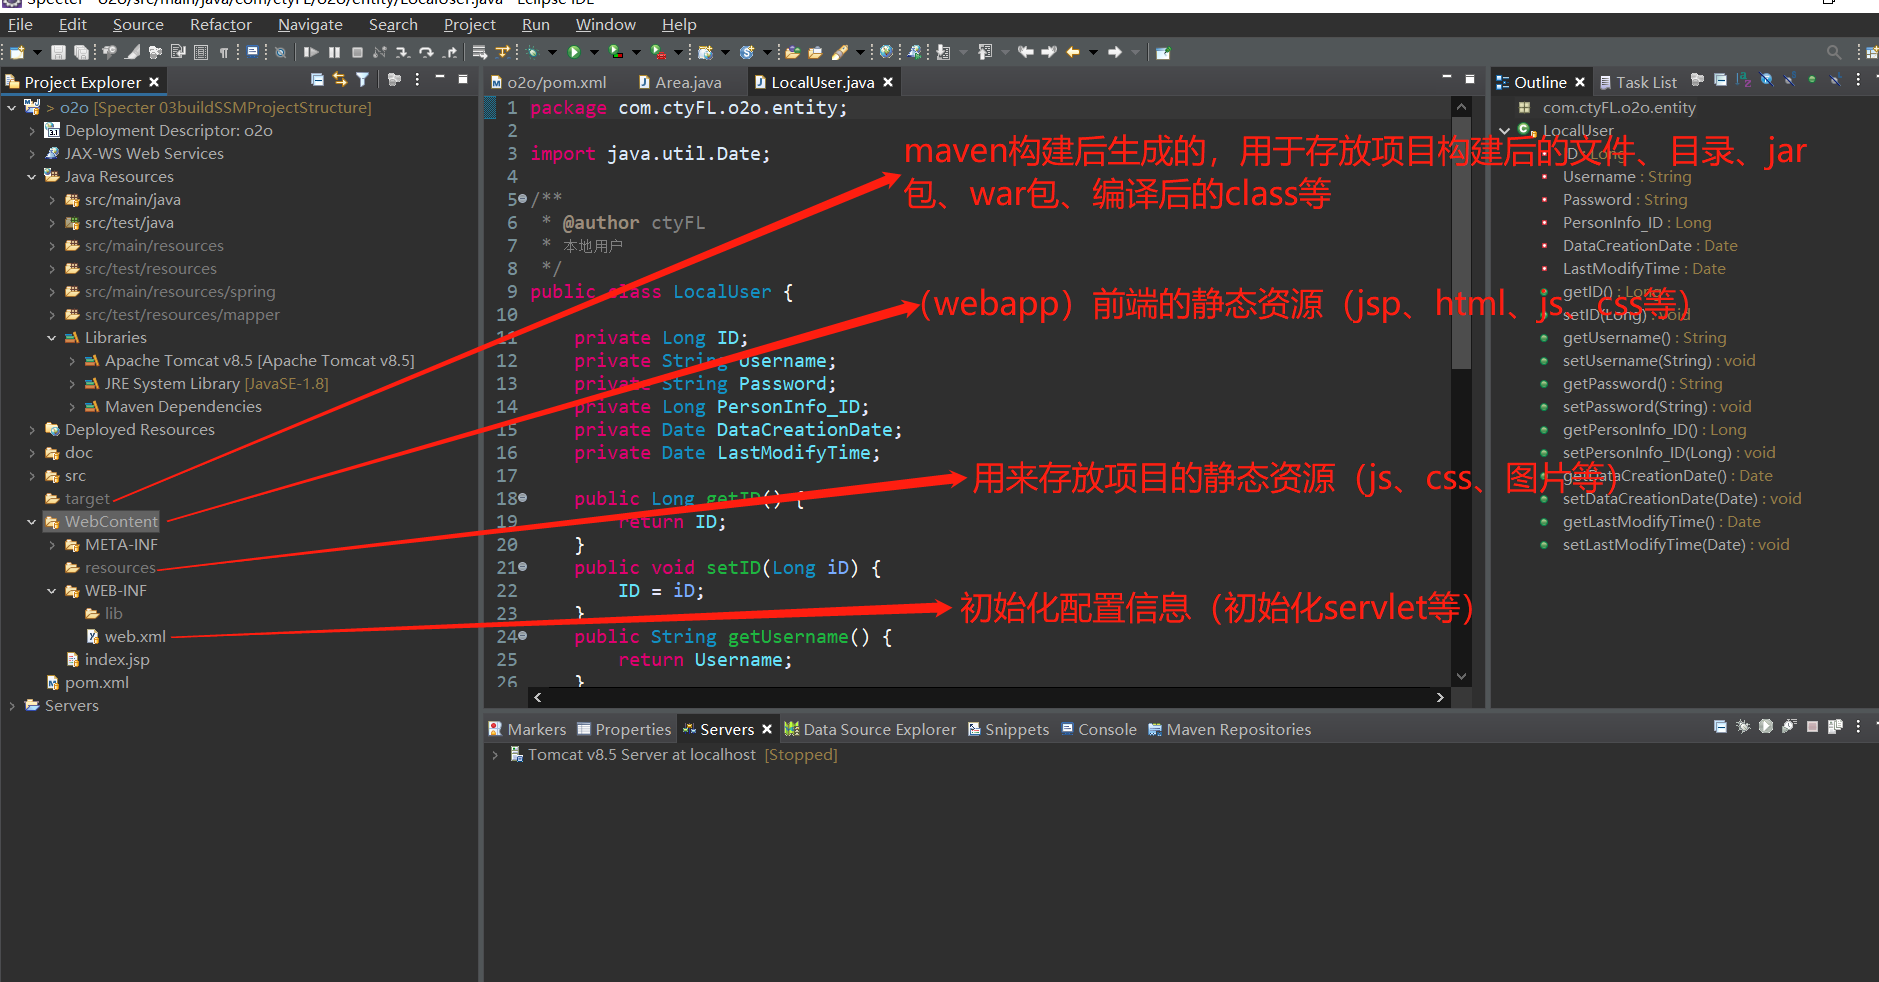 Specter - o2o/src/main/java/com/ctyFL/o2o/entity/LocalUser.java - Eclipse IDE
File Edit Source Refactor Navigate Search Project Run Window Help
Project Explorer
o2o [Specter 03buildSSMProjectStructure]
Deployment Descriptor: o2o
JAX-WS Web Services
Java Resources
src/main/java
src/test/java
src/main/resources
src/test/resources
src/main/resources/spring
src/test/resources/mapper
Libraries
Apache Tomcat v8.5 [Apache Tomcat v8.5]
JRE System Library [JavaSE-1.8]
Maven Dependencies
Deployed Resources
doc
src
target
WebContent
META-INF
resources
WEB-INF
lib
web.xml
index.jsp
pom.xml
Servers
o2o/pom.xml Area.java LocalUser.java
1 package com.ctyFL.o2o.entity;
2
3 import java.util.Date;
4
5 /**
6 * @author ctyFL
7 * 本地用户
8 */
9 public class LocalUser {
10
11 private Long ID;
12 private String Username;
13 private String Password;
14 private Long PersonInfo_ID;
15 private Date DataCreationDate;
16 private Date LastModifyTime;
17
18 public Long getID() {
19 return ID;
20 }
21 public void setID(Long iD) {
22 ID = iD;
23 }
24 public String getUsername() {
25 return Username;
26 }
maven构建后生成的，用于存放项目构建后的文件、目录、jar
包、war包、编译后的class等
（webapp）前端的静态资源（jsp、html、js、css等）
用来存放项目的静态资源（js、css、图片等）
初始化配置信息（初始化servlet等）
Outline Task List
com.ctyFL.o2o.entity
LocalUser
ID : Long
Username : String
Password : String
PersonInfo_ID : Long
DataCreationDate : Date
LastModifyTime : Date
getID() : Long
setID(Long) : void
getUsername() : String
setUsername(String) : void
getPassword() : String
setPassword(String) : void
getPersonInfo_ID() : Long
setPersonInfo_ID(Long) : void
getDataCreationDate() : Date
setDataCreationDate(Date) : void
getLastModifyTime() : Date
setLastModifyTime(Date) : void
Markers Properties Servers Data Source Explorer Snippets Console Maven Repositories
Tomcat v8.5 Server at localhost [Stopped]